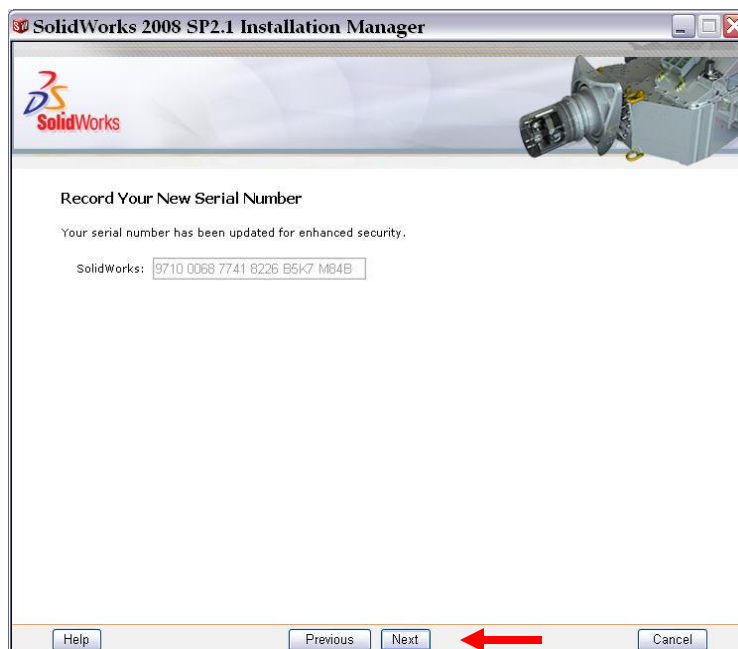 SolidWorks 2008 SP2.1 Installation Manager
SolidWorks
Record Your New Serial Number
Your serial number has been updated for enhanced security.
SolidWorks: 9710 0068 7741 8226 B5K7 M84B
Help Previous Next Cancel